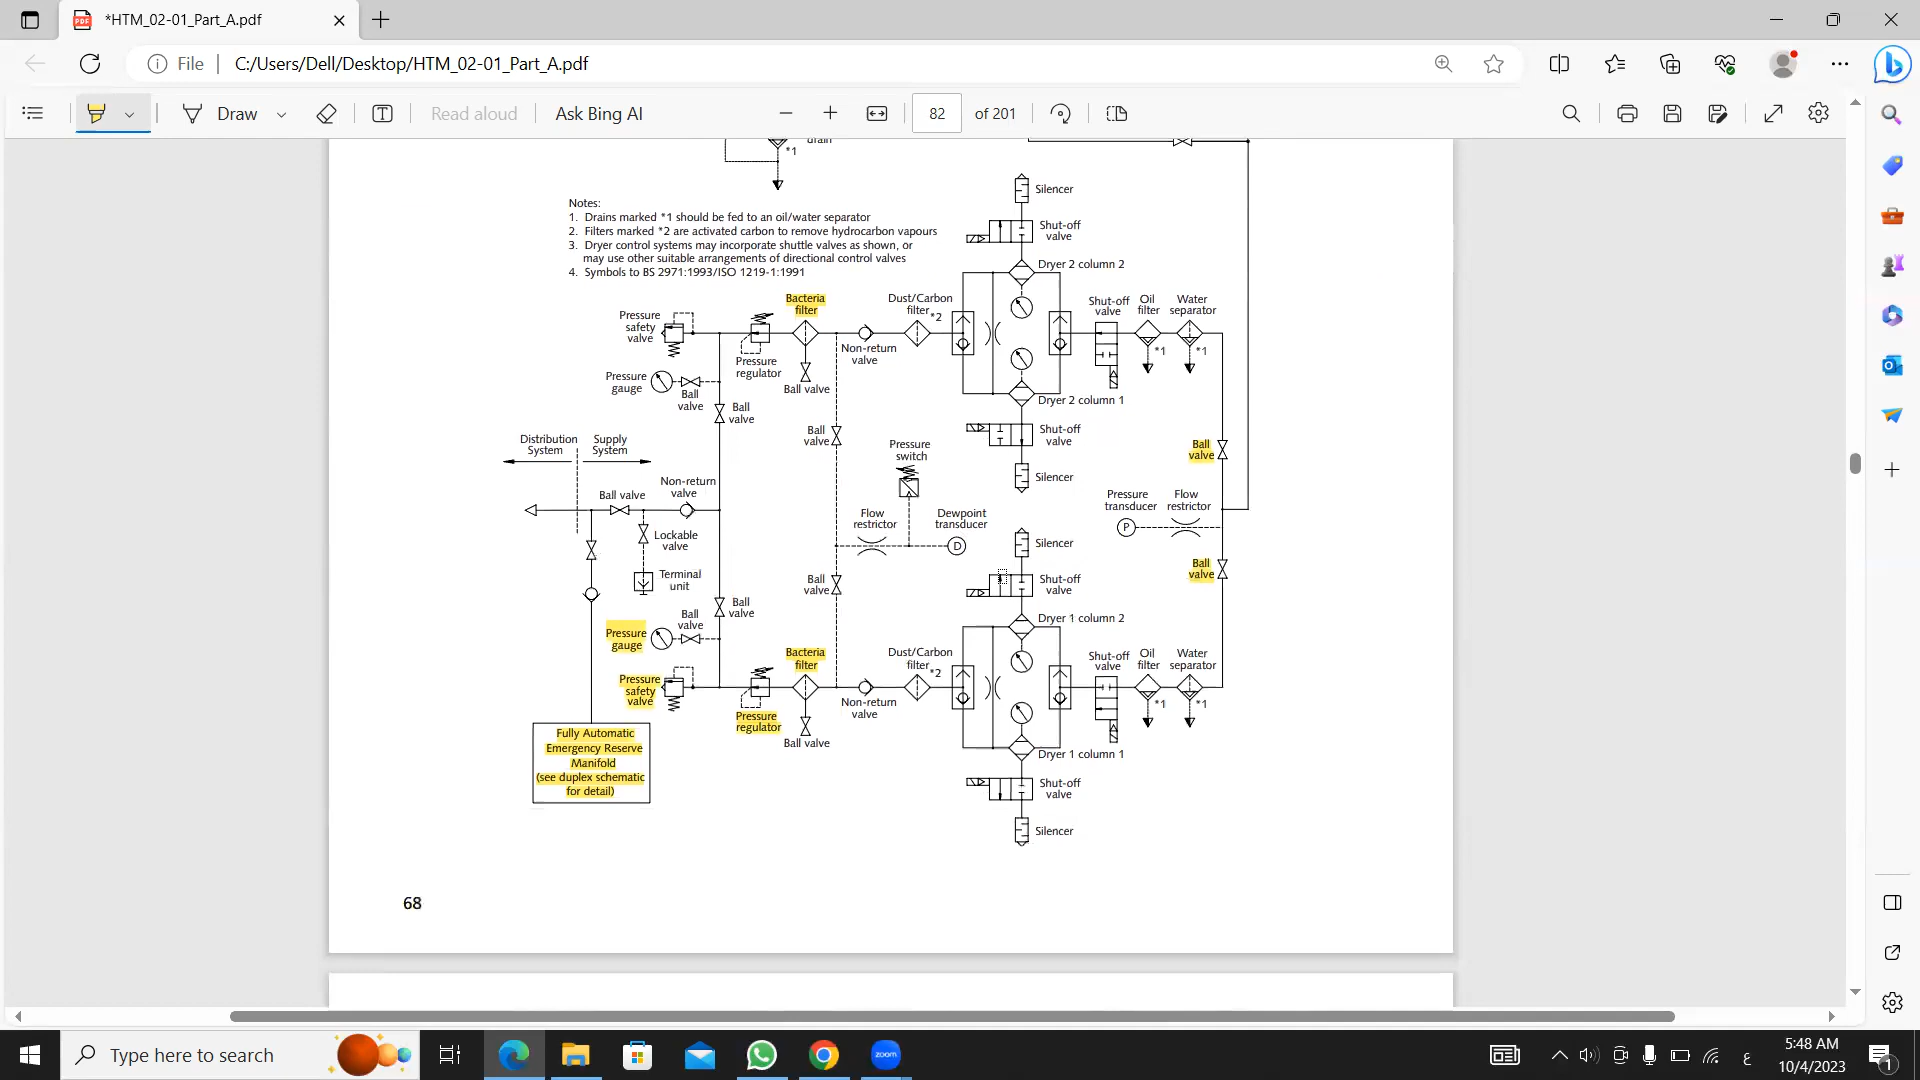 *HTM_02-01_Part_A.pdf
File
C:/Users/Dell/Desktop/HTM_02-01_Part_A.pdf
Draw
Read aloud
Ask Bing AI
82
of 201
*1
Notes:
1. Drains marked *1 should be fed to an oil/water separator
2. Filters marked *2 are activated carbon to remove hydrocarbon vapours
3. Dryer control systems may incorporate shuttle valves as shown, or
may use other suitable arrangements of directional control valves
4. Symbols to BS 2971:1993/ISO 1219-1:1991
Silencer
Shut-off
valve
Dryer 2 column 2
Pressure
safety
valve
Bacteria
filter
Dust/Carbon
filter
*2
Shut-off
valve
Oil
filter
Water
separator
Non-return
valve
*1
*1
Pressure
regulator
Pressure
gauge
Ball
valve
Ball valve
Ball
valve
Dryer 2 column 1
Distribution
System
Supply
System
Ball
valve
Pressure
switch
Shut-off
valve
Ball
valve
Silencer
Ball valve
Non-return
valve
Pressure
transducer
Flow
restrictor
Flow
restrictor
Dewpoint
transducer
P
D
Lockable
valve
Silencer
Terminal
unit
Ball
valve
Shut-off
valve
Ball
valve
Ball
valve
Ball
valve
Dryer 1 column 2
Pressure
gauge
Bacteria
filter
Dust/Carbon
filter
*2
Shut-off
valve
Oil
filter
Water
separator
Pressure
safety
valve
Non-return
valve
*1
*1
Pressure
regulator
Ball valve
Fully Automatic
Emergency Reserve
Manifold
(see duplex schematic
for detail)
Dryer 1 column 1
Shut-off
valve
Silencer
68
Type here to search
zoom
ع
5:48 AM
10/4/2023
1